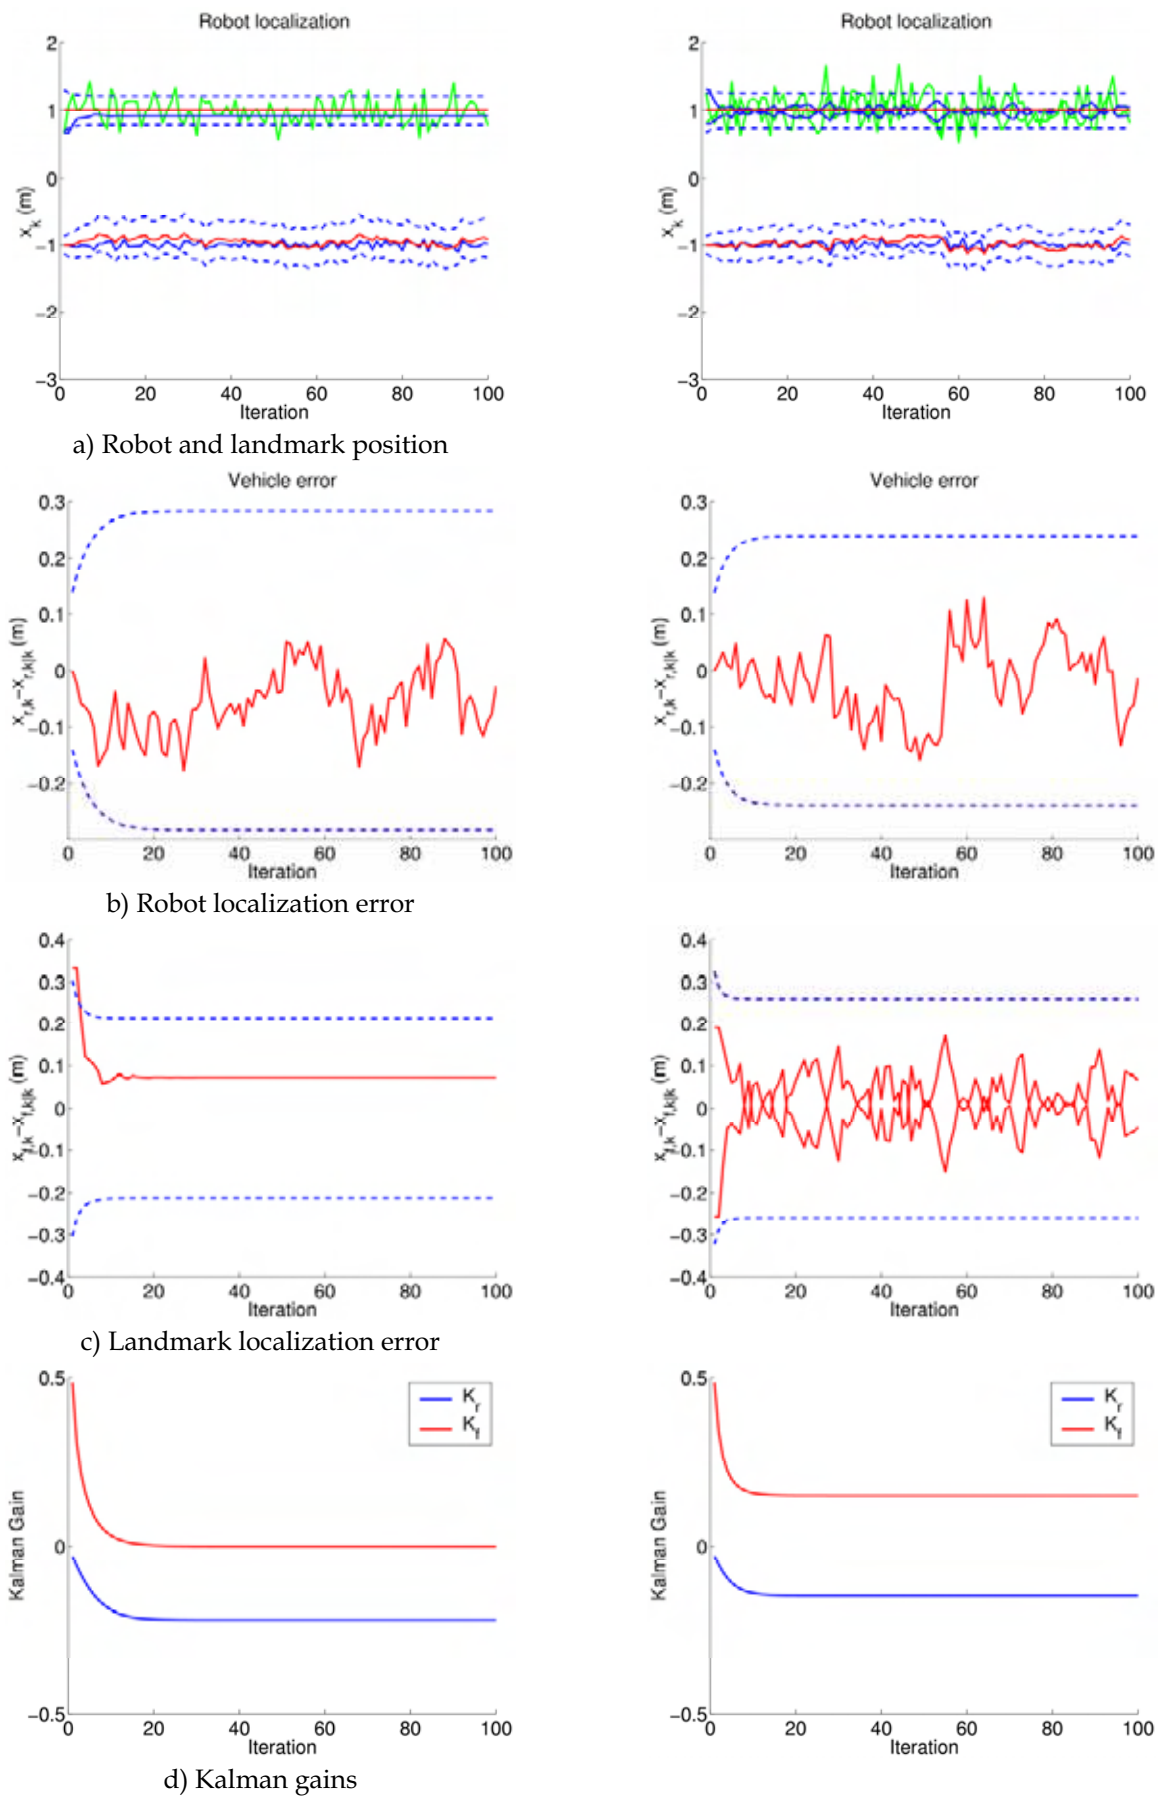 Robot localization
2
1
0
−1
−2
−3
x_k (m)
0 20 40 60 80 100
Iteration
Robot localization
2
1
0
−1
−2
−3
x_k (m)
0 20 40 60 80 100
Iteration
a) Robot and landmark position
Vehicle error
0.3
0.2
0.1
0
−0.1
−0.2
x_{r,k}−x_{r,k|k} (m)
0 20 40 60 80 100
Iteration
Vehicle error
0.3
0.2
0.1
0
−0.1
−0.2
x_{r,k}−x_{r,k|k} (m)
0 20 40 60 80 100
Iteration
b) Robot localization error
0.4
0.3
0.2
0.1
0
−0.1
−0.2
−0.3
−0.4
x_{f,k}−x_{f,k|k} (m)
0 20 40 60 80 100
Iteration
0.4
0.3
0.2
0.1
0
−0.1
−0.2
−0.3
−0.4
x_{f,k}−x_{f,k|k} (m)
0 20 40 60 80 100
Iteration
c) Landmark localization error
0.5
0
−0.5
Kalman Gain
K_r
K_f
0 20 40 60 80 100
Iteration
0.5
0
−0.5
Kalman Gain
K_r
K_f
0 20 40 60 80 100
Iteration
d) Kalman gains